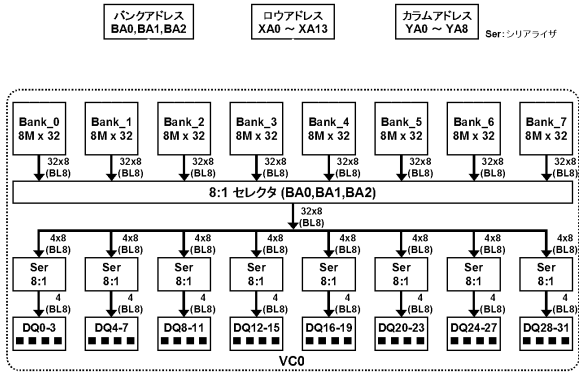 バンクアドレス ロウアドレス カラムアドレス
BA0,BA1,BA2 XA0 ～ XA13 YA0 ～ YA8
Ser：シリアライザ
Bank_0 Bank_1 Bank_2 Bank_3 Bank_4 Bank_5 Bank_6 Bank_7
8M x 32 8M x 32 8M x 32 8M x 32 8M x 32 8M x 32 8M x 32 8M x 32
32x8 32x8 32x8 32x8 32x8 32x8 32x8 32x8
(BL8) (BL8) (BL8) (BL8) (BL8) (BL8) (BL8) (BL8)
8:1 セレクタ (BA0,BA1,BA2)
32x8
(BL8)
4x8 4x8 4x8 4x8 4x8 4x8 4x8 4x8
(BL8) (BL8) (BL8) (BL8) (BL8) (BL8) (BL8) (BL8)
Ser Ser Ser Ser Ser Ser Ser Ser
8:1 8:1 8:1 8:1 8:1 8:1 8:1 8:1
4 4 4 4 4 4 4 4
(BL8) (BL8) (BL8) (BL8) (BL8) (BL8) (BL8) (BL8)
DQ0-3 DQ4-7 DQ8-11 DQ12-15 DQ16-19 DQ20-23 DQ24-27 DQ28-31
VC0